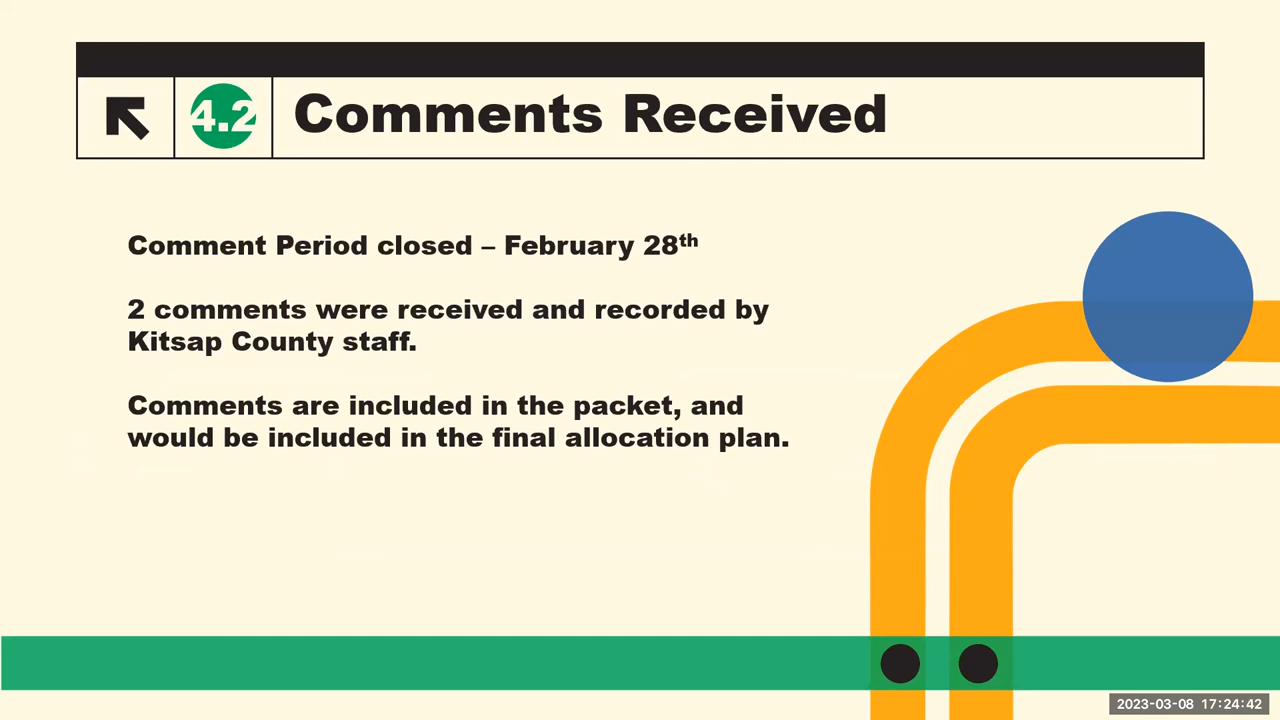 4.2
Comments Received
Comment Period closed – February 28th
2 comments were received and recorded by
Kitsap County staff.
Comments are included in the packet, and
would be included in the final allocation plan.
2023-03-08 17:24:42